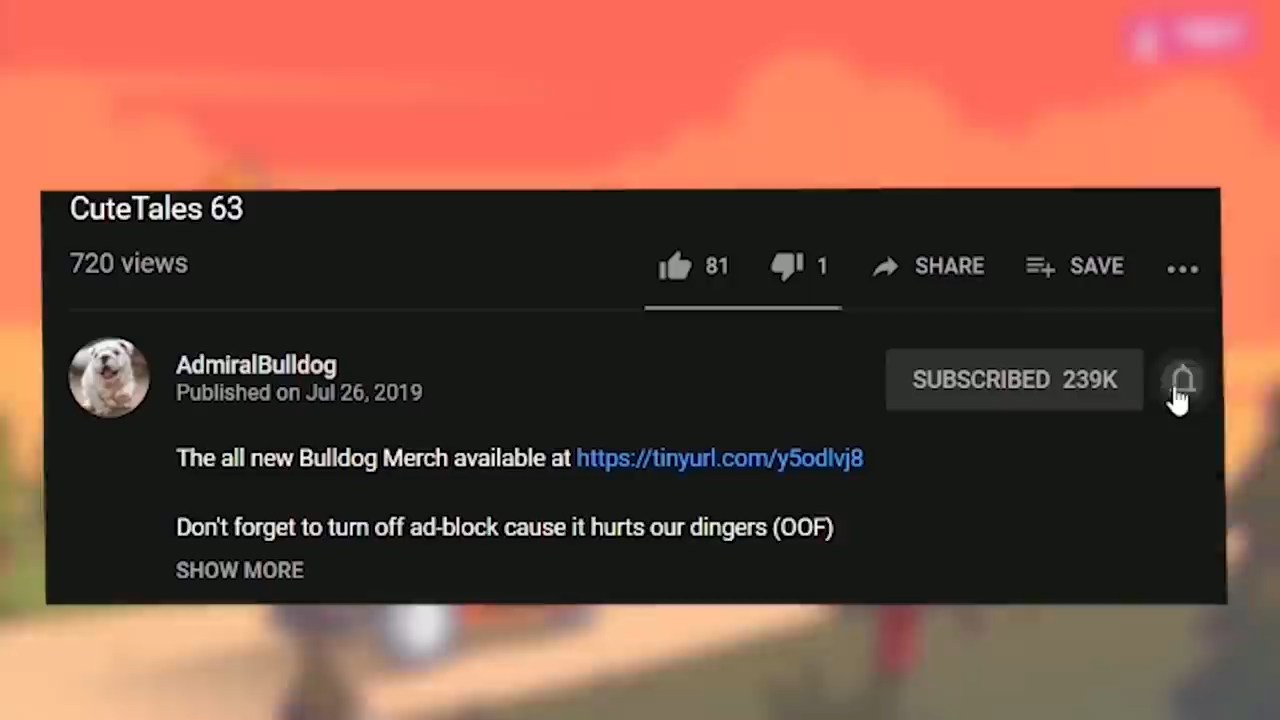 CuteTales 63
720 views
81
1
SHARE
SAVE
AdmiralBulldog
Published on Jul 26, 2019
SUBSCRIBED 239K
The all new Bulldog Merch available at https://tinyurl.com/y5odlvj8
Don't forget to turn off ad-block cause it hurts our dingers (OOF)
SHOW MORE